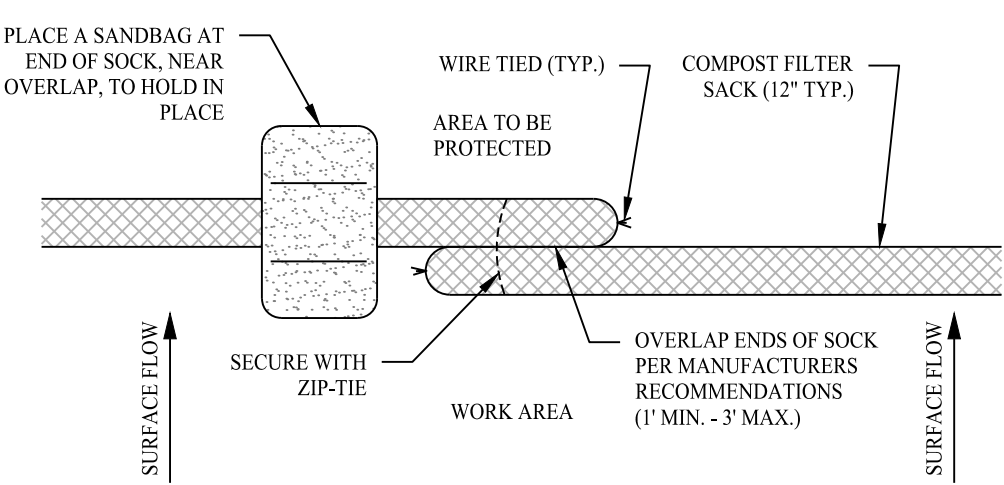 PLACE A SANDBAG AT
END OF SOCK, NEAR
OVERLAP, TO HOLD IN
PLACE
WIRE TIED (TYP.)
COMPOST FILTER
SACK (12" TYP.)
AREA TO BE
PROTECTED
SURFACE FLOW
SECURE WITH
ZIP-TIE
WORK AREA
OVERLAP ENDS OF SOCK
PER MANUFACTURERS
RECOMMENDATIONS
(1' MIN. - 3' MAX.)
SURFACE FLOW